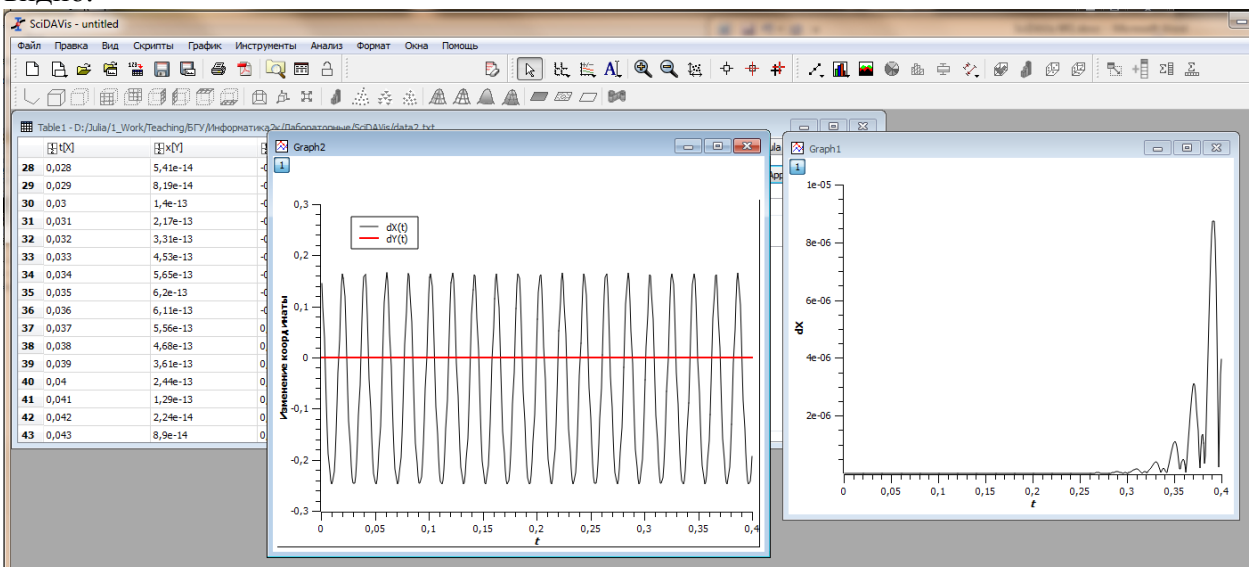 SciDAVis - untitled
Файл Правка Вид Скрипты График Инструменты Анализ Формат Окна Помощь
Table1 - D:/Julia/1_Work/Teaching/БГУ/Информатика2к/Лабораторные/SciDAVis/data2.txt
t[X] x[Y]
28 0,028 5,41e-14
29 0,029 8,19e-14
30 0,03 1,4e-13
31 0,031 2,17e-13
32 0,032 3,31e-13
33 0,033 4,53e-13
34 0,034 5,65e-13
35 0,035 6,2e-13
36 0,036 6,11e-13
37 0,037 5,56e-13
38 0,038 4,68e-13
39 0,039 3,61e-13
40 0,04 2,44e-13
41 0,041 1,29e-13
42 0,042 2,24e-14
43 0,043 8,9e-14
Graph2
1
dX(t)
dY(t)
Изменение координаты
0,3
0,2
0,1
0
-0,1
-0,2
-0,3
0 0,05 0,1 0,15 0,2 0,25 0,3 0,35 0,4
t
Graph1
1
dX
1e-05
8e-06
6e-06
4e-06
2e-06
0 0,05 0,1 0,15 0,2 0,25 0,3 0,35 0,4
t